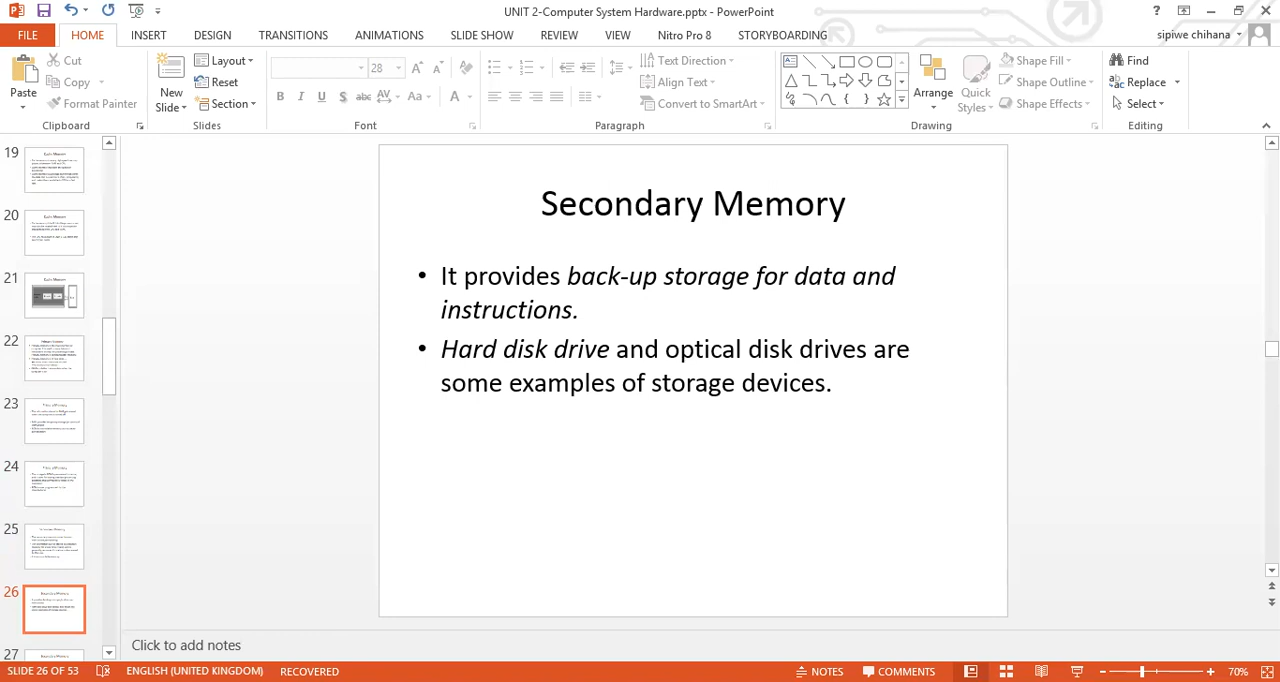 UNIT 2-Computer System Hardware.pptx - PowerPoint
FILE HOME INSERT DESIGN TRANSITIONS ANIMATIONS SLIDE SHOW REVIEW VIEW Nitro Pro 8 STORYBOARDING sipiwe chihana
Paste
Cut
Copy
Format Painter
Clipboard
New
Slide
Layout
Reset
Section
Slides
28
B I U S abc AV Aa A
Font
Text Direction
Align Text
Convert to SmartArt
Paragraph
Arrange
Quick
Styles
Shape Fill
Shape Outline
Shape Effects
Drawing
Find
Replace
Select
Editing
19
20
21
22
23
24
25
26
27
Secondary Memory
• It provides back-up storage for data and
instructions.
• Hard disk drive and optical disk drives are
some examples of storage devices.
Click to add notes
SLIDE 26 OF 53 ENGLISH (UNITED KINGDOM) RECOVERED NOTES COMMENTS 70%